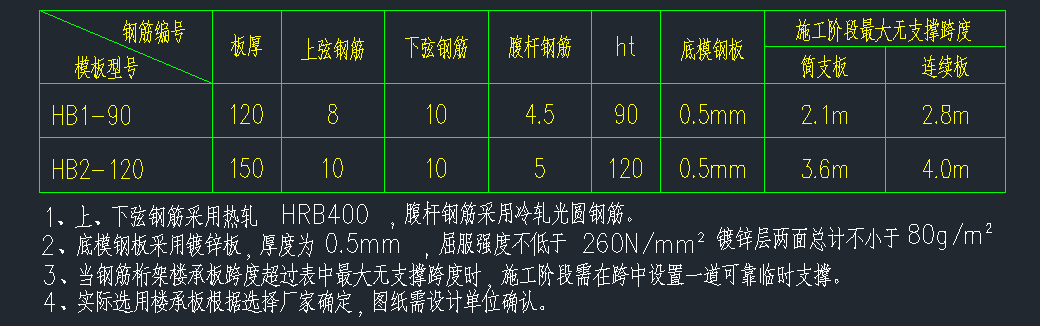 钢筋编号 模板型号 板厚 上弦钢筋 下弦钢筋 腹杆钢筋 ht 底模钢板 施工阶段最大无支撑跨度
简支板 连续板
HB1-90 120 8 10 4.5 90 0.5mm 2.1m 2.8m
HB2-120 150 10 10 5 120 0.5mm 3.6m 4.0m
1、上、下弦钢筋采用热轧 HRB400 ,腹杆钢筋采用冷轧光圆钢筋。
2、底模钢板采用镀锌板,厚度为 0.5mm ,屈服强度不低于 260N/mm² 镀锌层两面总计不小于 80g/m²
3、当钢筋桁架楼承板跨度超过表中最大无支撑跨度时,施工阶段需在跨中设置一道可靠临时支撑。
4、实际选用楼承板根据选择厂家确定,图纸需设计单位确认。